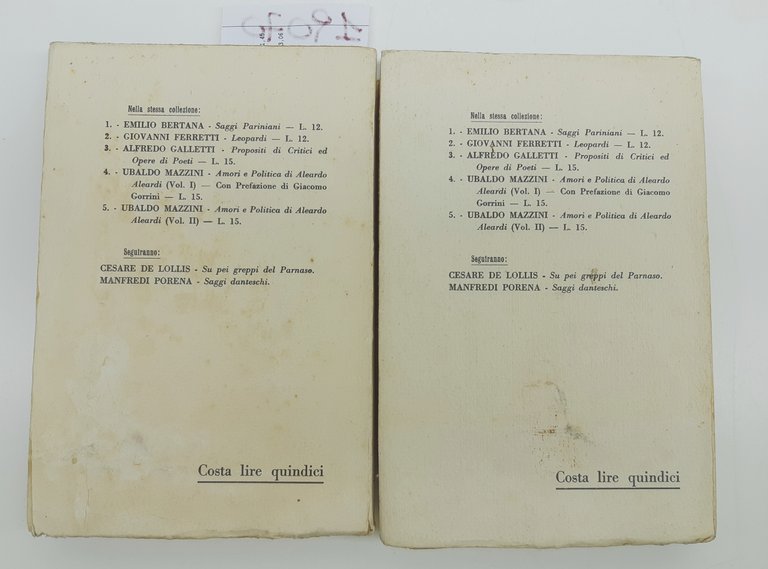 Nella stessa collezione:
1. - EMILIO BERTANA - Saggi Pariniani — L. 12.
2. - GIOVANNI FERRETTI - Leopardi — L. 12.
3. - ALFREDO GALLETTI - Propositi di Critici ed
Opere di Poeti — L. 15.
4. - UBALDO MAZZINI - Amori e Politica di Aleardo
Aleardi (Vol. I) — Con Prefazione di Giacomo
Gorrini — L. 15.
5. - UBALDO MAZZINI - Amori e Politica di Aleardo
Aleardi (Vol. II) — L. 15.
Seguiranno:
CESARE DE LOLLIS - Su pei greppi del Parnaso.
MANFREDI PORENA - Saggi danteschi.
Costa lire quindici
Nella stessa collezione:
1. - EMILIO BERTANA - Saggi Pariniani — L. 12.
2. - GIOVANNI FERRETTI - Leopardi — L. 12.
3. - ALFREDO GALLETTI - Propositi di Critici ed
Opere di Poeti — L. 15.
4. - UBALDO MAZZINI - Amori e Politica di Aleardo
Aleardi (Vol. I) — Con Prefazione di Giacomo
Gorrini — L. 15.
5. - UBALDO MAZZINI - Amori e Politica di Aleardo
Aleardi (Vol. II) — L. 15.
Seguiranno:
CESARE DE LOLLIS - Su pei greppi del Parnaso.
MANFREDI PORENA - Saggi danteschi.
Costa lire quindici